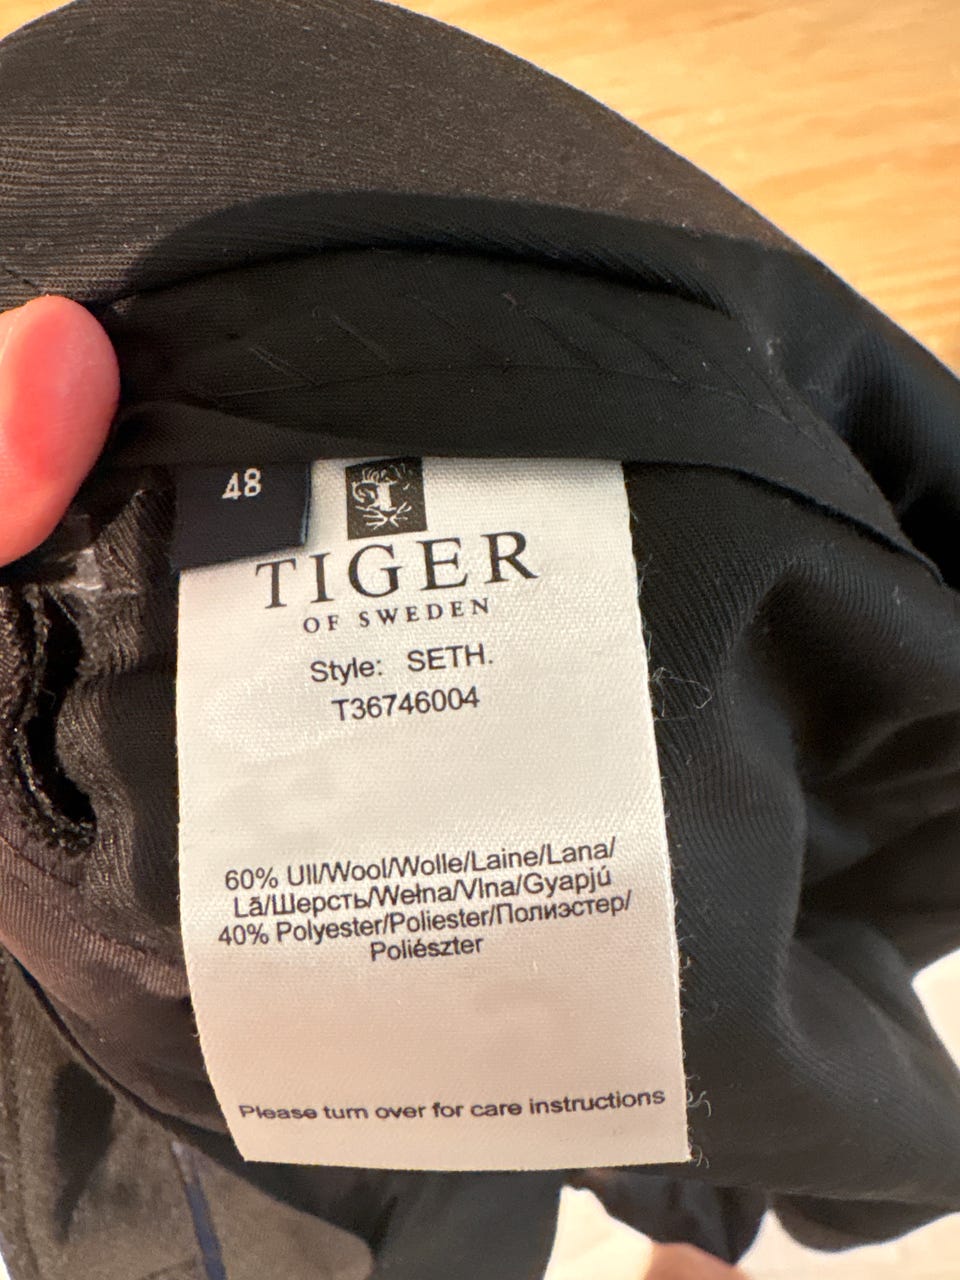 48
TIGER
OF SWEDEN
Style: SETH.
T36746004
60% Ull/Wool/Wolle/Laine/Lana/
Lã/Шерсть/Wełna/Vlna/Gyapjú
40% Polyester/Poliester/Полиэстер/
Poliészter
Please turn over for care instructions